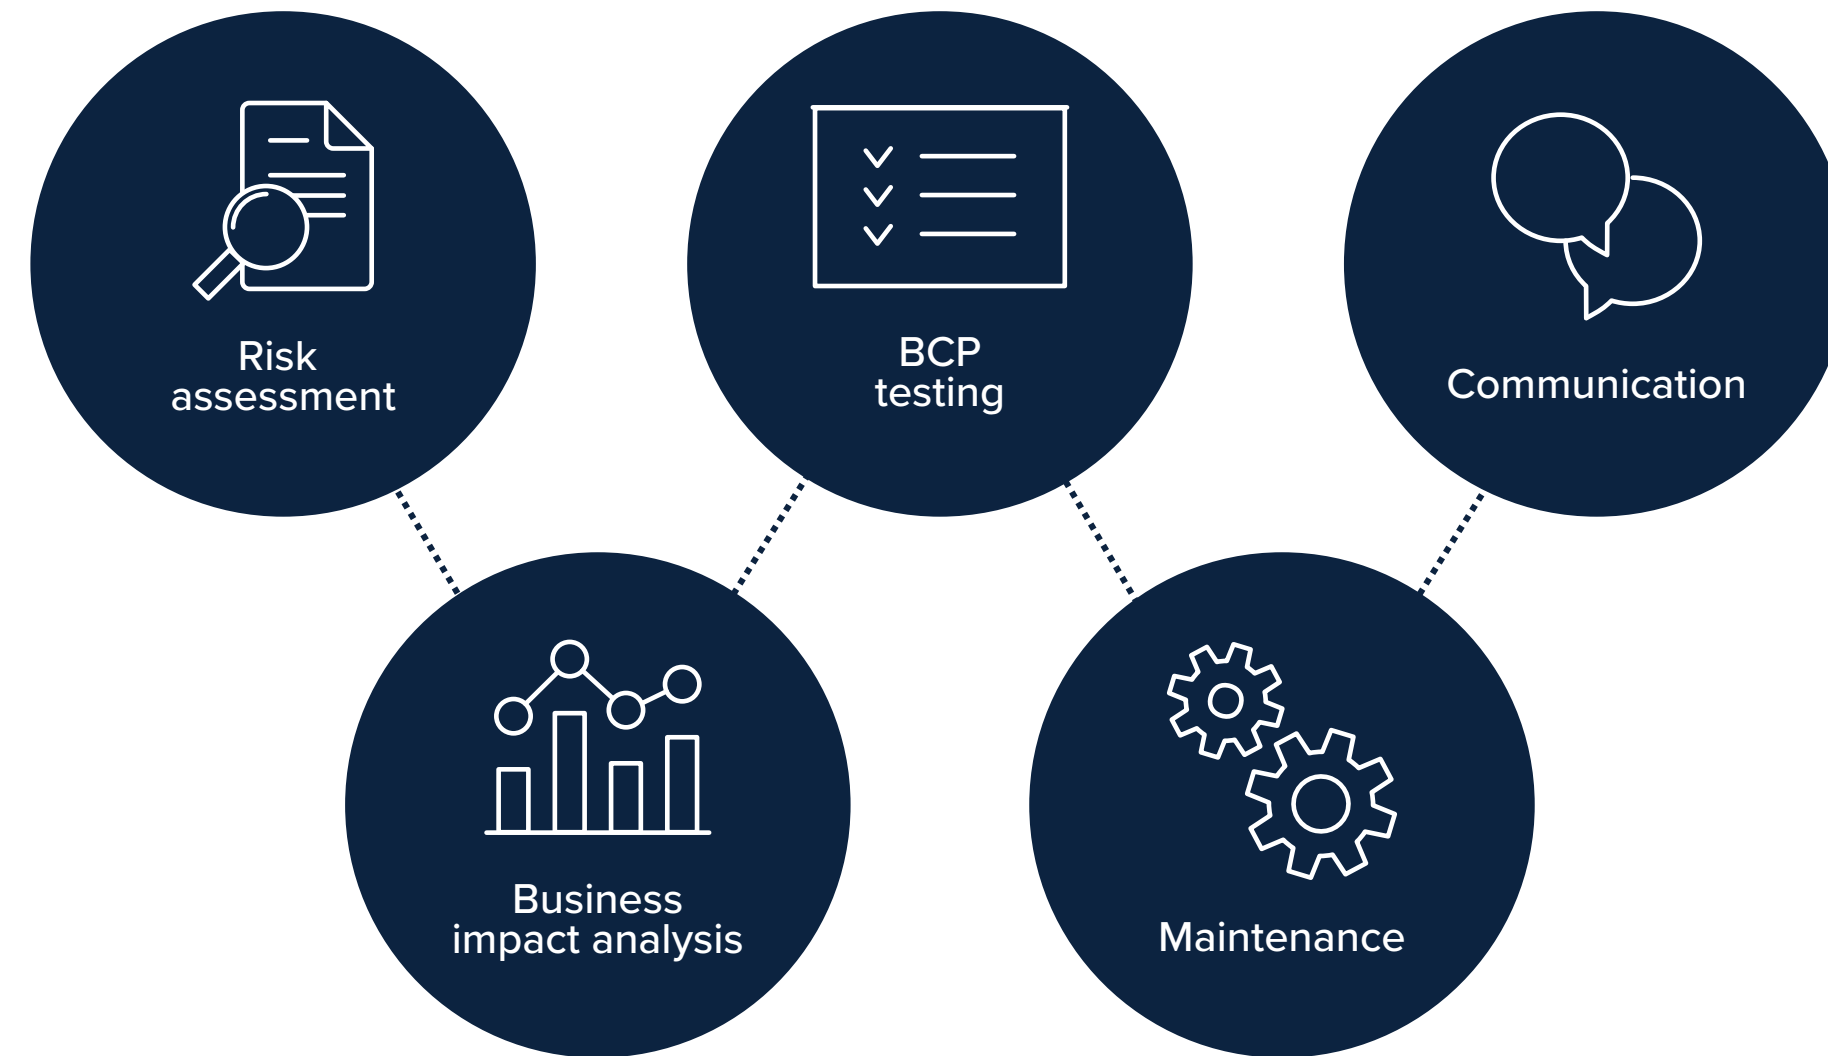 Risk
assessment
BCP
testing
Communication
Business
impact analysis
Maintenance